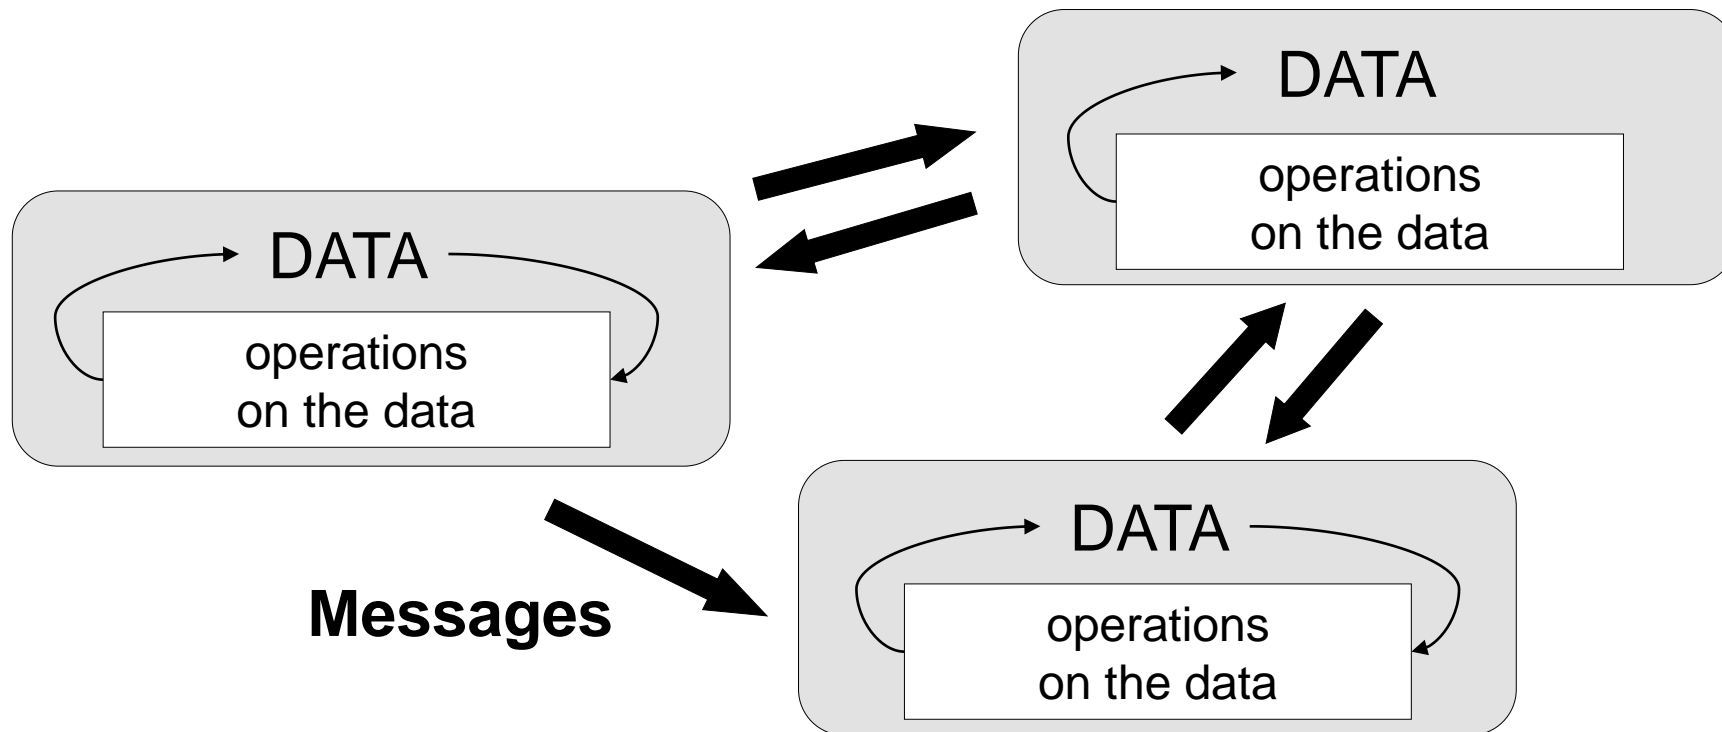 DATA
operations
on the data
DATA
operations
on the data
DATA
operations
on the data
Messages